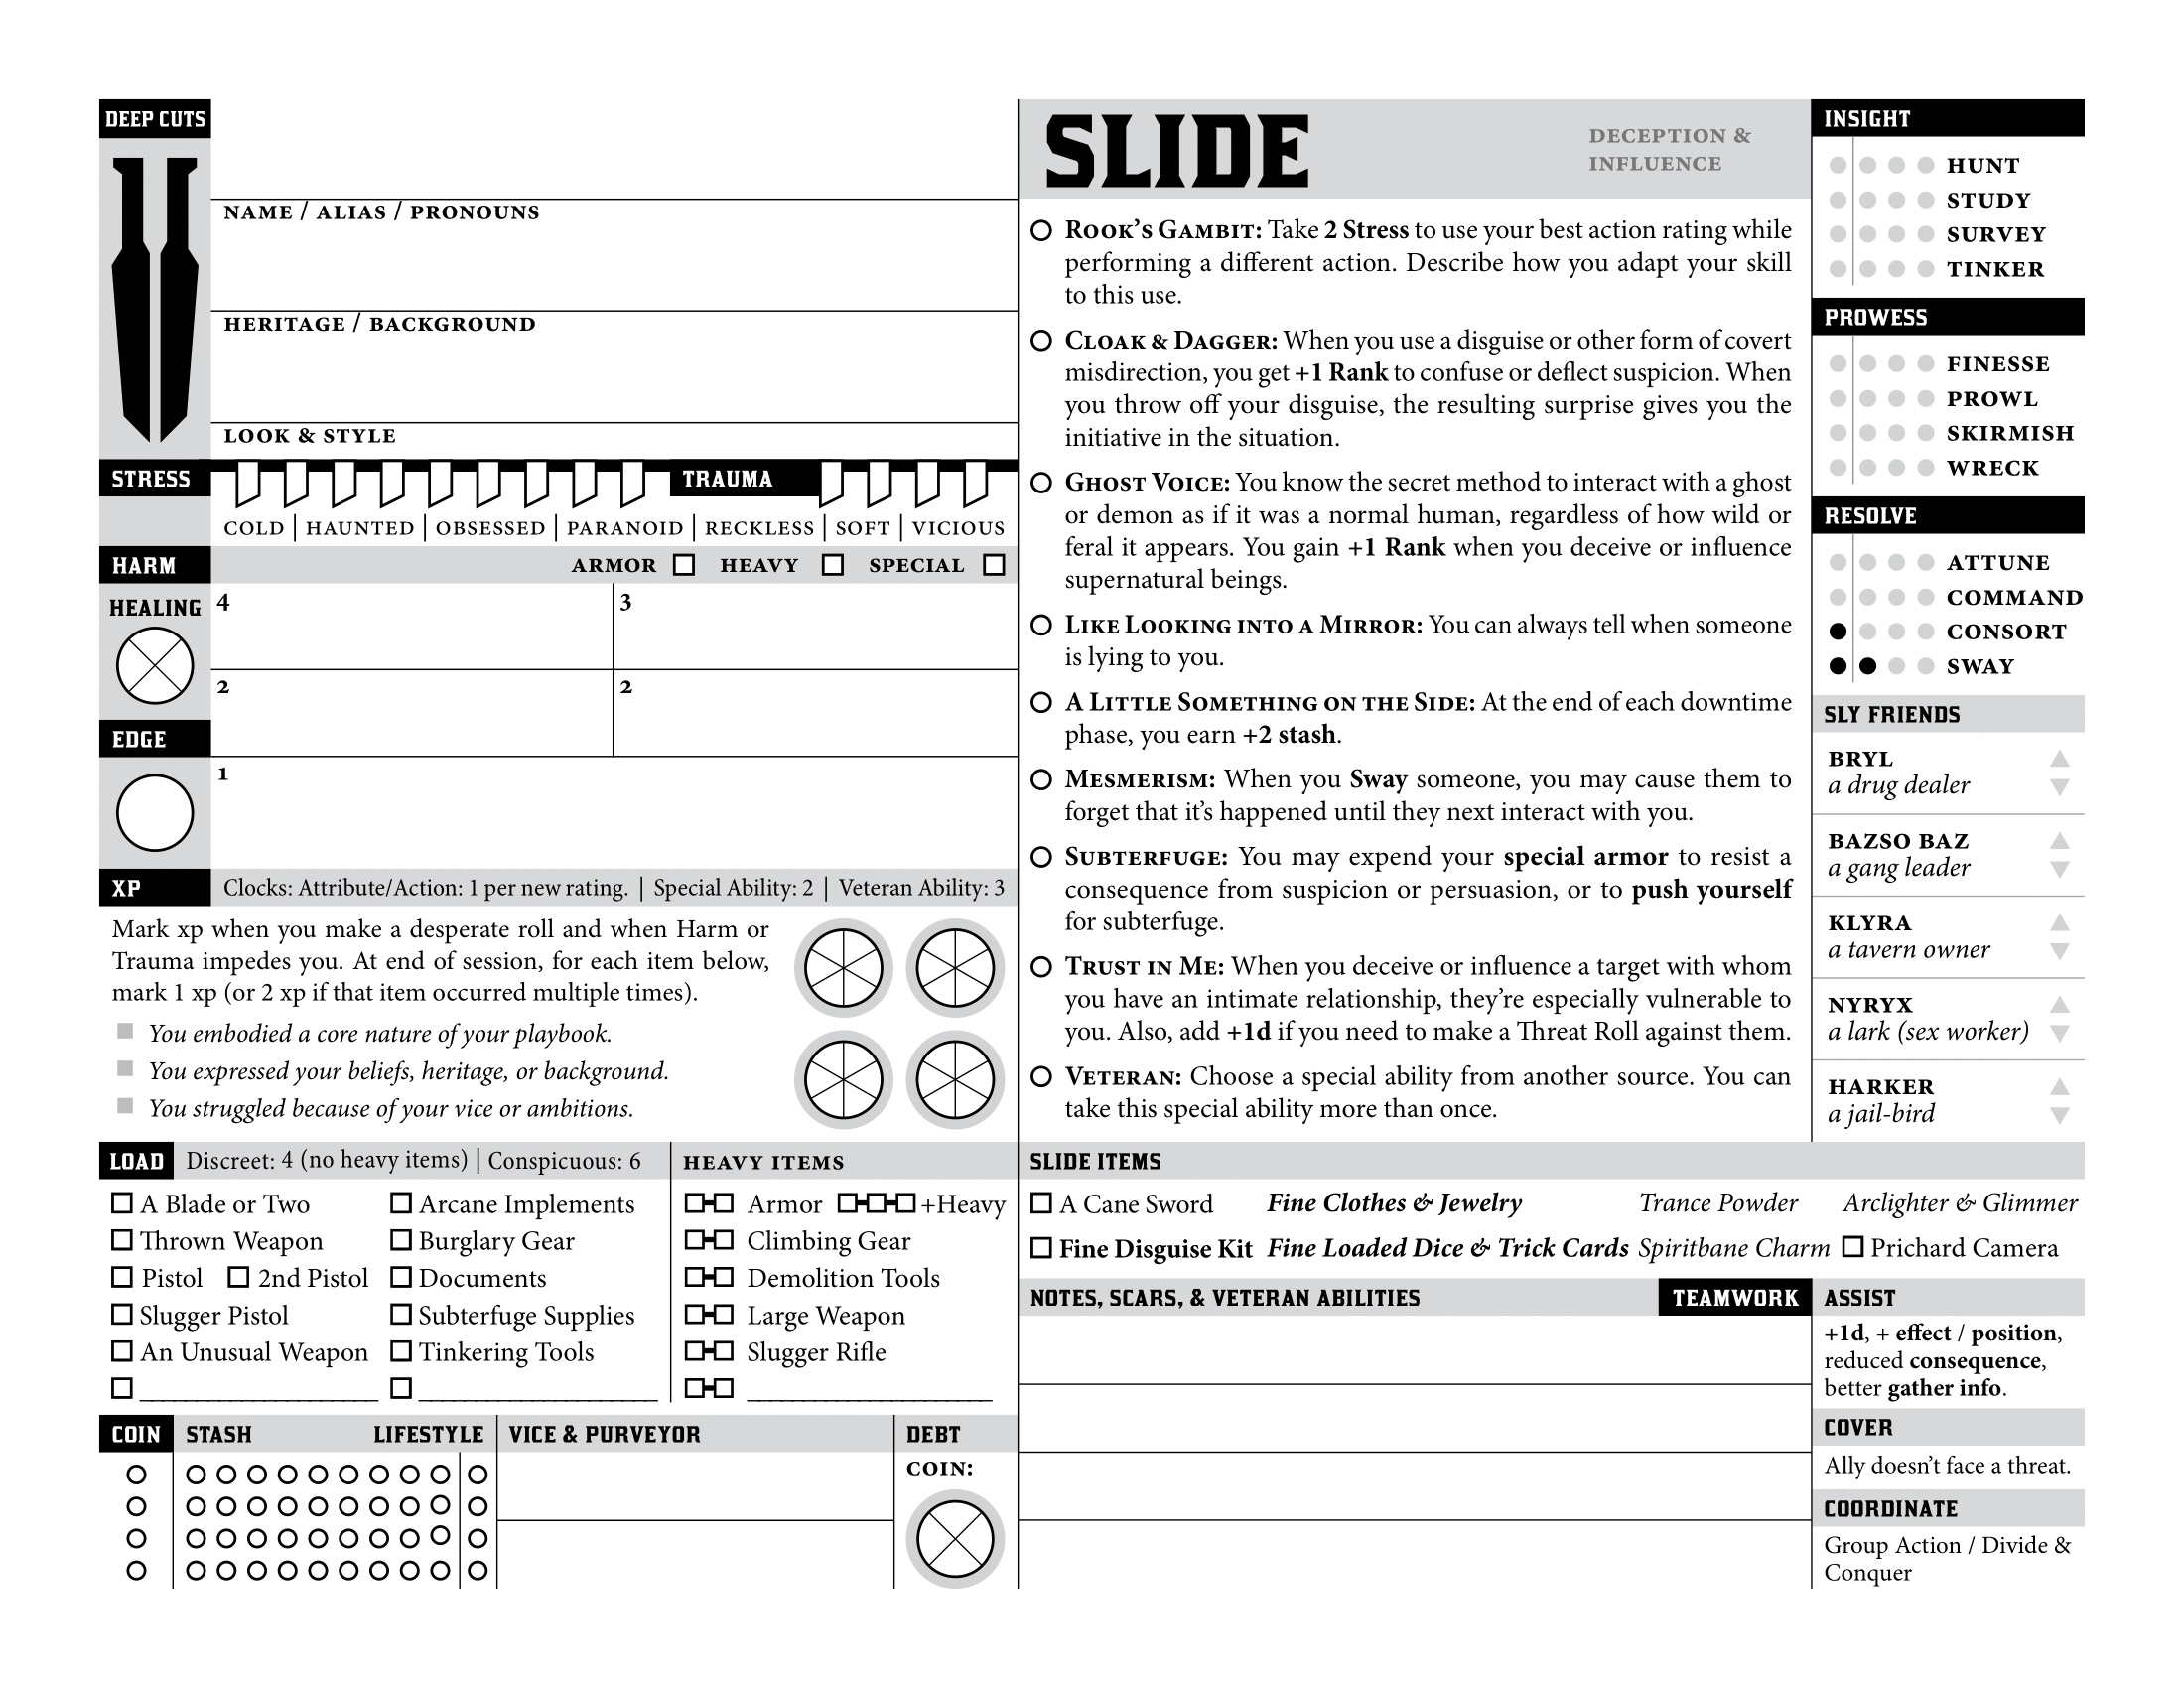 DEEP CUTS
NAME / ALIAS / PRONOUNS
HERITAGE / BACKGROUND
LOOK & STYLE
STRESS
TRAUMA
COLD | HAUNTED | OBSESSED | PARANOID | RECKLESS | SOFT | VICIOUS
HARM
ARMOR HEAVY SPECIAL
HEALING
4
3
2
2
EDGE
1
XP
Clocks: Attribute/Action: 1 per new rating. | Special Ability: 2 | Veteran Ability: 3
Mark xp when you make a desperate roll and when Harm or
Trauma impedes you. At end of session, for each item below,
mark 1 xp (or 2 xp if that item occurred multiple times).
You embodied a core nature of your playbook.
You expressed your beliefs, heritage, or background.
You struggled because of your vice or ambitions.
LOAD
Discreet: 4 (no heavy items) | Conspicuous: 6
A Blade or Two
Thrown Weapon
Pistol 2nd Pistol
Slugger Pistol
An Unusual Weapon
Arcane Implements
Burglary Gear
Documents
Subterfuge Supplies
Tinkering Tools
HEAVY ITEMS
Armor +Heavy
Climbing Gear
Demolition Tools
Large Weapon
Slugger Rifle
COIN
STASH
LIFESTYLE
VICE & PURVEYOR
DEBT
COIN:
SLIDE
DECEPTION &
INFLUENCE
ROOK'S GAMBIT: Take 2 Stress to use your best action rating while
performing a different action. Describe how you adapt your skill
to this use.
CLOAK & DAGGER: When you use a disguise or other form of covert
misdirection, you get +1 Rank to confuse or deflect suspicion. When
you throw off your disguise, the resulting surprise gives you the
initiative in the situation.
GHOST VOICE: You know the secret method to interact with a ghost
or demon as if it was a normal human, regardless of how wild or
feral it appears. You gain +1 Rank when you deceive or influence
supernatural beings.
LIKE LOOKING INTO A MIRROR: You can always tell when someone
is lying to you.
A LITTLE SOMETHING ON THE SIDE: At the end of each downtime
phase, you earn +2 stash.
MESMERISM: When you Sway someone, you may cause them to
forget that it's happened until they next interact with you.
SUBTERFUGE: You may expend your special armor to resist a
consequence from suspicion or persuasion, or to push yourself
for subterfuge.
TRUST IN ME: When you deceive or influence a target with whom
you have an intimate relationship, they're especially vulnerable to
you. Also, add +1d if you need to make a Threat Roll against them.
VETERAN: Choose a special ability from another source. You can
take this special ability more than once.
INSIGHT
HUNT
STUDY
SURVEY
TINKER
PROWESS
FINESSE
PROWL
SKIRMISH
WRECK
RESOLVE
ATTUNE
COMMAND
CONSORT
SWAY
SLY FRIENDS
BRYL
a drug dealer
BAZSO BAZ
a gang leader
KLYRA
a tavern owner
NYRYX
a lark (sex worker)
HARKER
a jail-bird
SLIDE ITEMS
A Cane Sword Fine Clothes & Jewelry Trance Powder Arclighter & Glimmer
Fine Disguise Kit Fine Loaded Dice & Trick Cards Spiritbane Charm Prichard Camera
NOTES, SCARS, & VETERAN ABILITIES
TEAMWORK
ASSIST
+1d, + effect / position,
reduced consequence,
better gather info.
COVER
Ally doesn't face a threat.
COORDINATE
Group Action / Divide &
Conquer